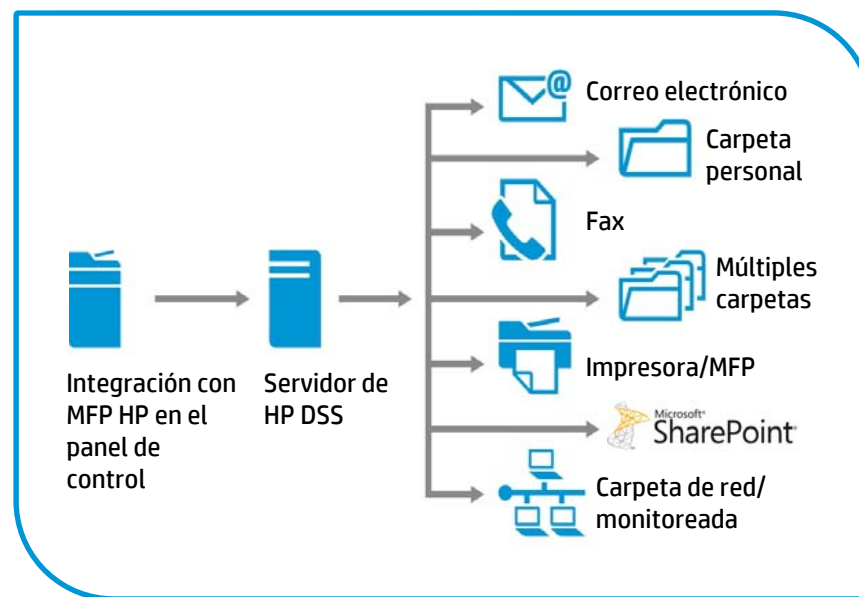 Correo electrónico
Carpeta
personal
Fax
Múltiples
carpetas
Integración con
MFP HP en el
panel de
control
Servidor de
HP DSS
Impresora/MFP
Microsoft®
SharePoint
Carpeta de red/
monitoreada